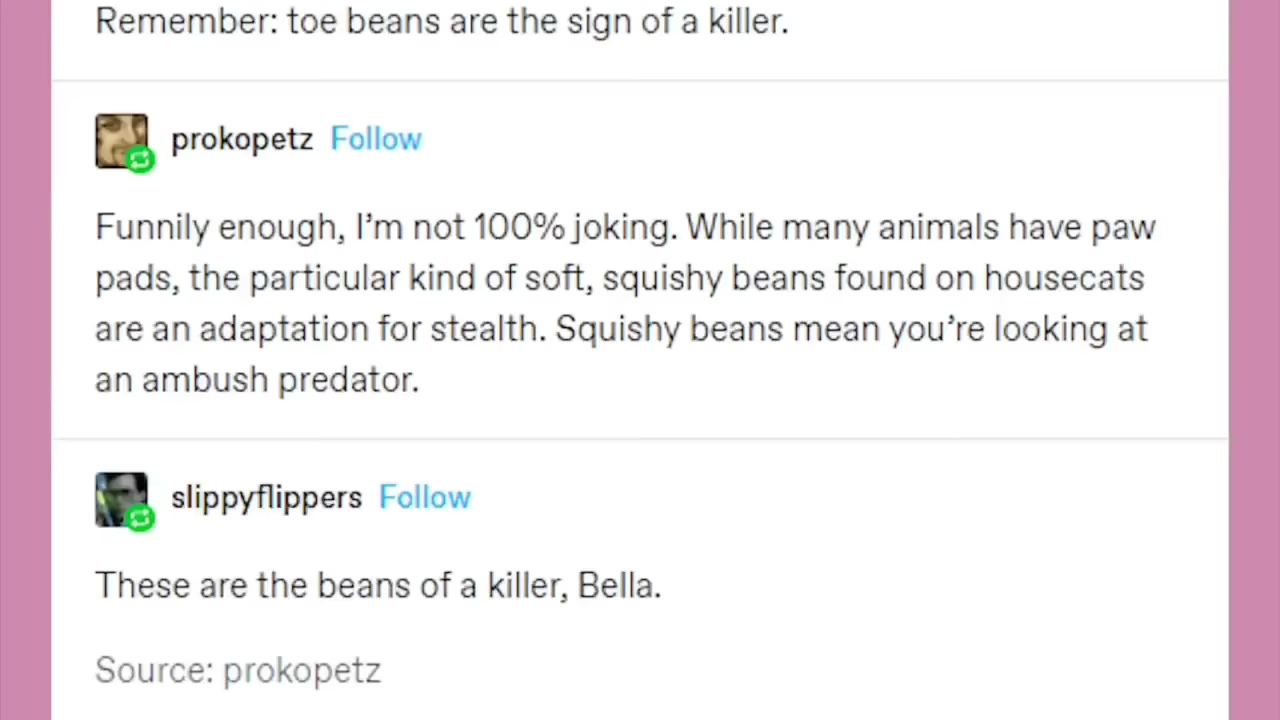 Remember: toe beans are the sign of a killer.
prokopetz Follow
Funnily enough, I’m not 100% joking. While many animals have paw
pads, the particular kind of soft, squishy beans found on housecats
are an adaptation for stealth. Squishy beans mean you’re looking at
an ambush predator.
slippyflippers Follow
These are the beans of a killer, Bella.
Source: prokopetz